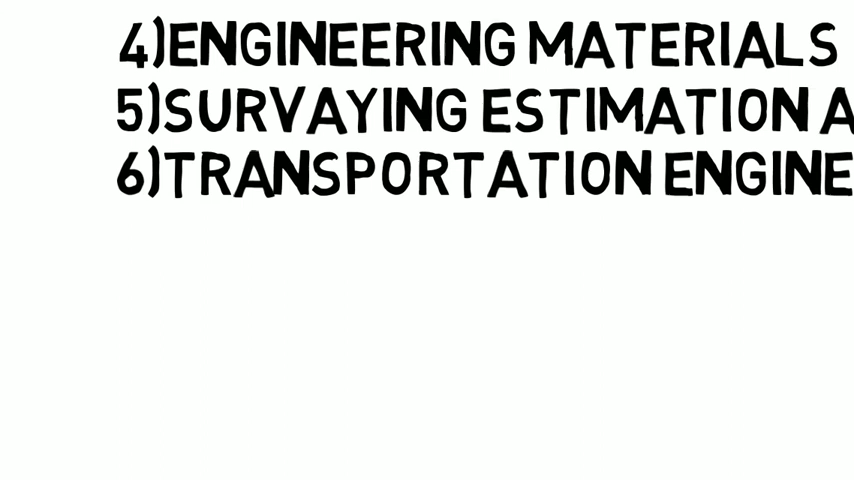 4)ENGINEERING MATERIALS
5)SURVAYING ESTIMATION A
6)TRANSPORTATION ENGINE